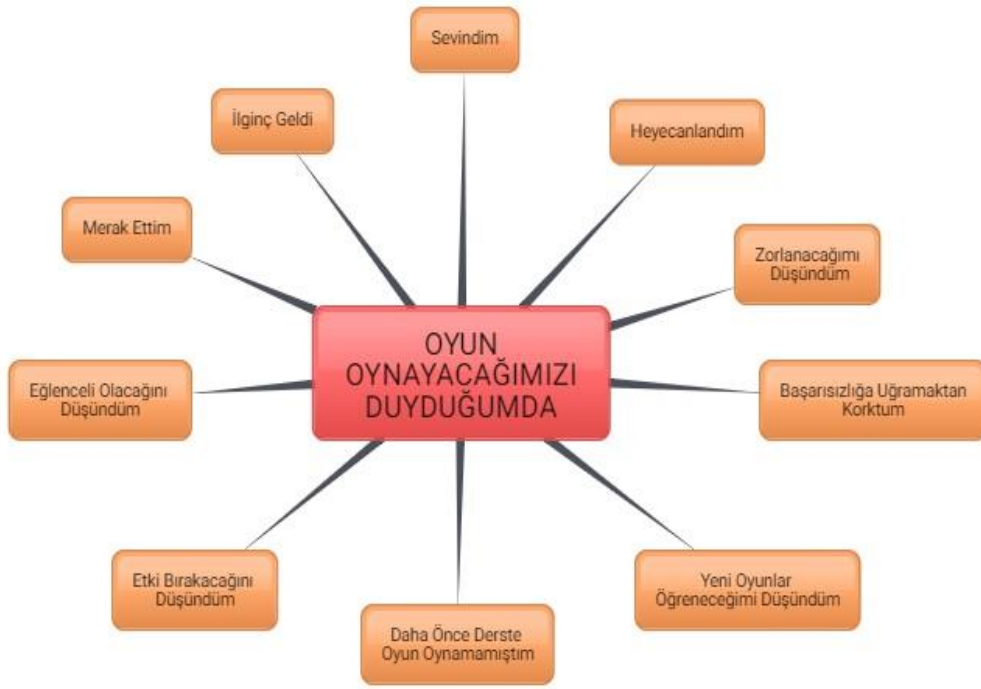 Sevindim
İlginç Geldi
Heyecanlandım
Merak Ettim
Zorlanacağımı
Düşündüm
OYUN
OYNAYACAĞIMIZI
DUYDUĞUMDA
Eğlenceli Olacağını
Düşündüm
Başarısızlığa Uğramaktan
Korktum
Etki Bırakacağını
Düşündüm
Yeni Oyunlar
Öğreneceğimi Düşündüm
Daha Önce Derste
Oyun Oynamamıştım